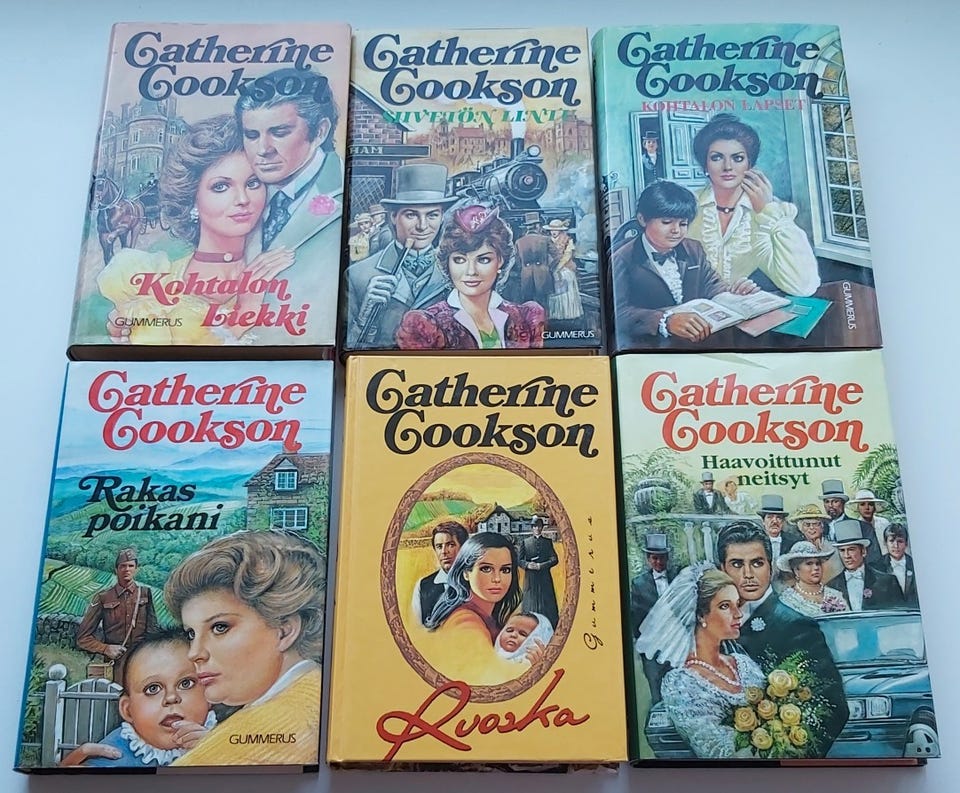 Catherine
Cookson
Kohtalon
Liekki
GUMMERUS
Catherine
Cookson
SIIVETÖN LINTU
HAM
GUMMERUS
Catherine
Cookson
KOHTALON LAPSET
GUMMERUS
Catherine
Cookson
Rakas
poikani
GUMMERUS
Catherine
Cookson
Gummerus
Ruoska
Catherine
Cookson
Haavoittunut
neitsyt